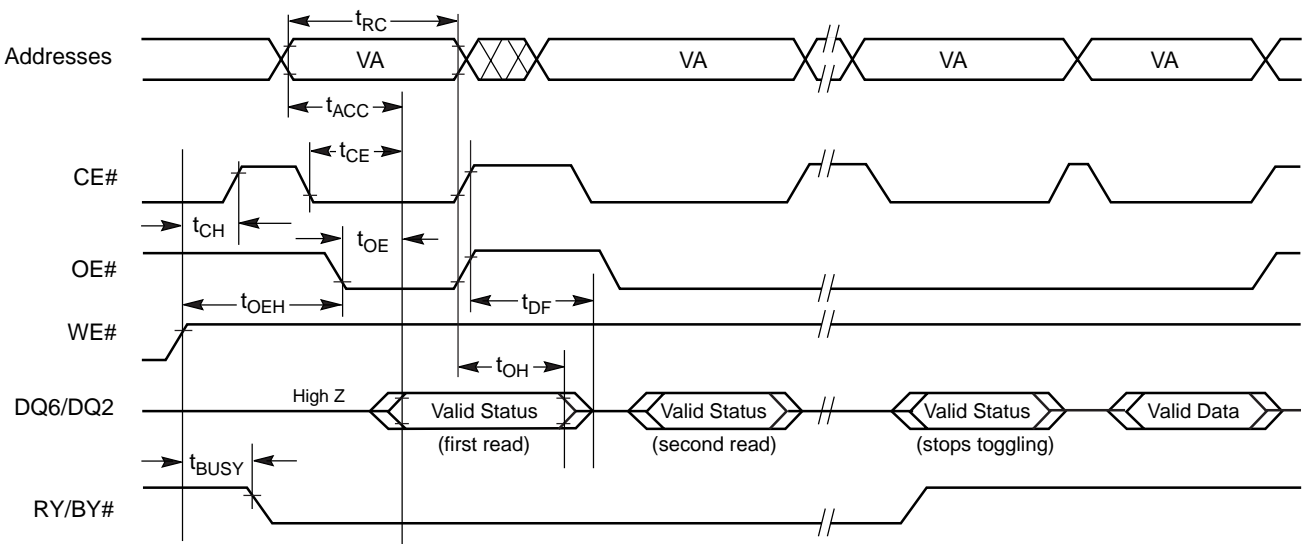 tRC
Addresses VA VA VA VA
tACC
tCE
CE#
tCH
tOE
OE#
tOEH
tDF
WE#
tOH
High Z
DQ6/DQ2 Valid Status Valid Status Valid Status Valid Data
(first read) (second read) (stops toggling)
tBUSY
RY/BY#